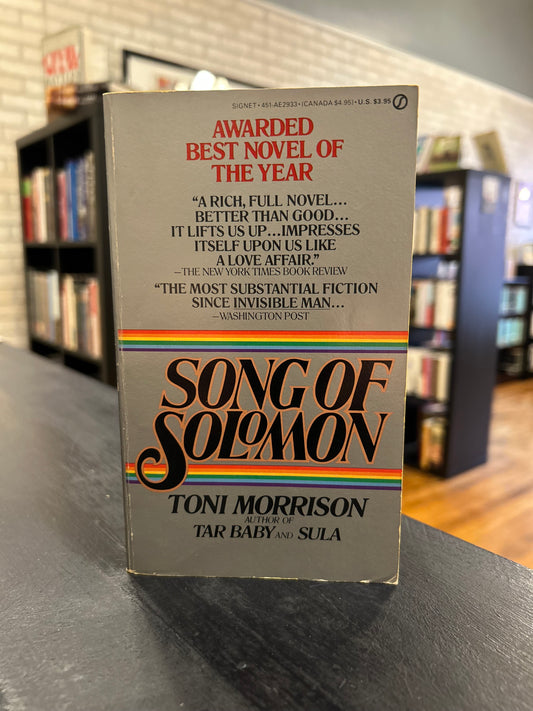 SIGNET • 451-AE2933 • (CANADA $4.95) • U.S. $3.95
AWARDED
BEST NOVEL OF
THE YEAR
“A RICH, FULL NOVEL...
BETTER THAN GOOD...
IT LIFTS US UP...IMPRESSES
ITSELF UPON US LIKE
A LOVE AFFAIR.”
—THE NEW YORK TIMES BOOK REVIEW
“THE MOST SUBSTANTIAL FICTION
SINCE INVISIBLE MAN...
—WASHINGTON POST
SONG OF
SOLOMON
TONI MORRISON
AUTHOR OF
TAR BABY AND SULA